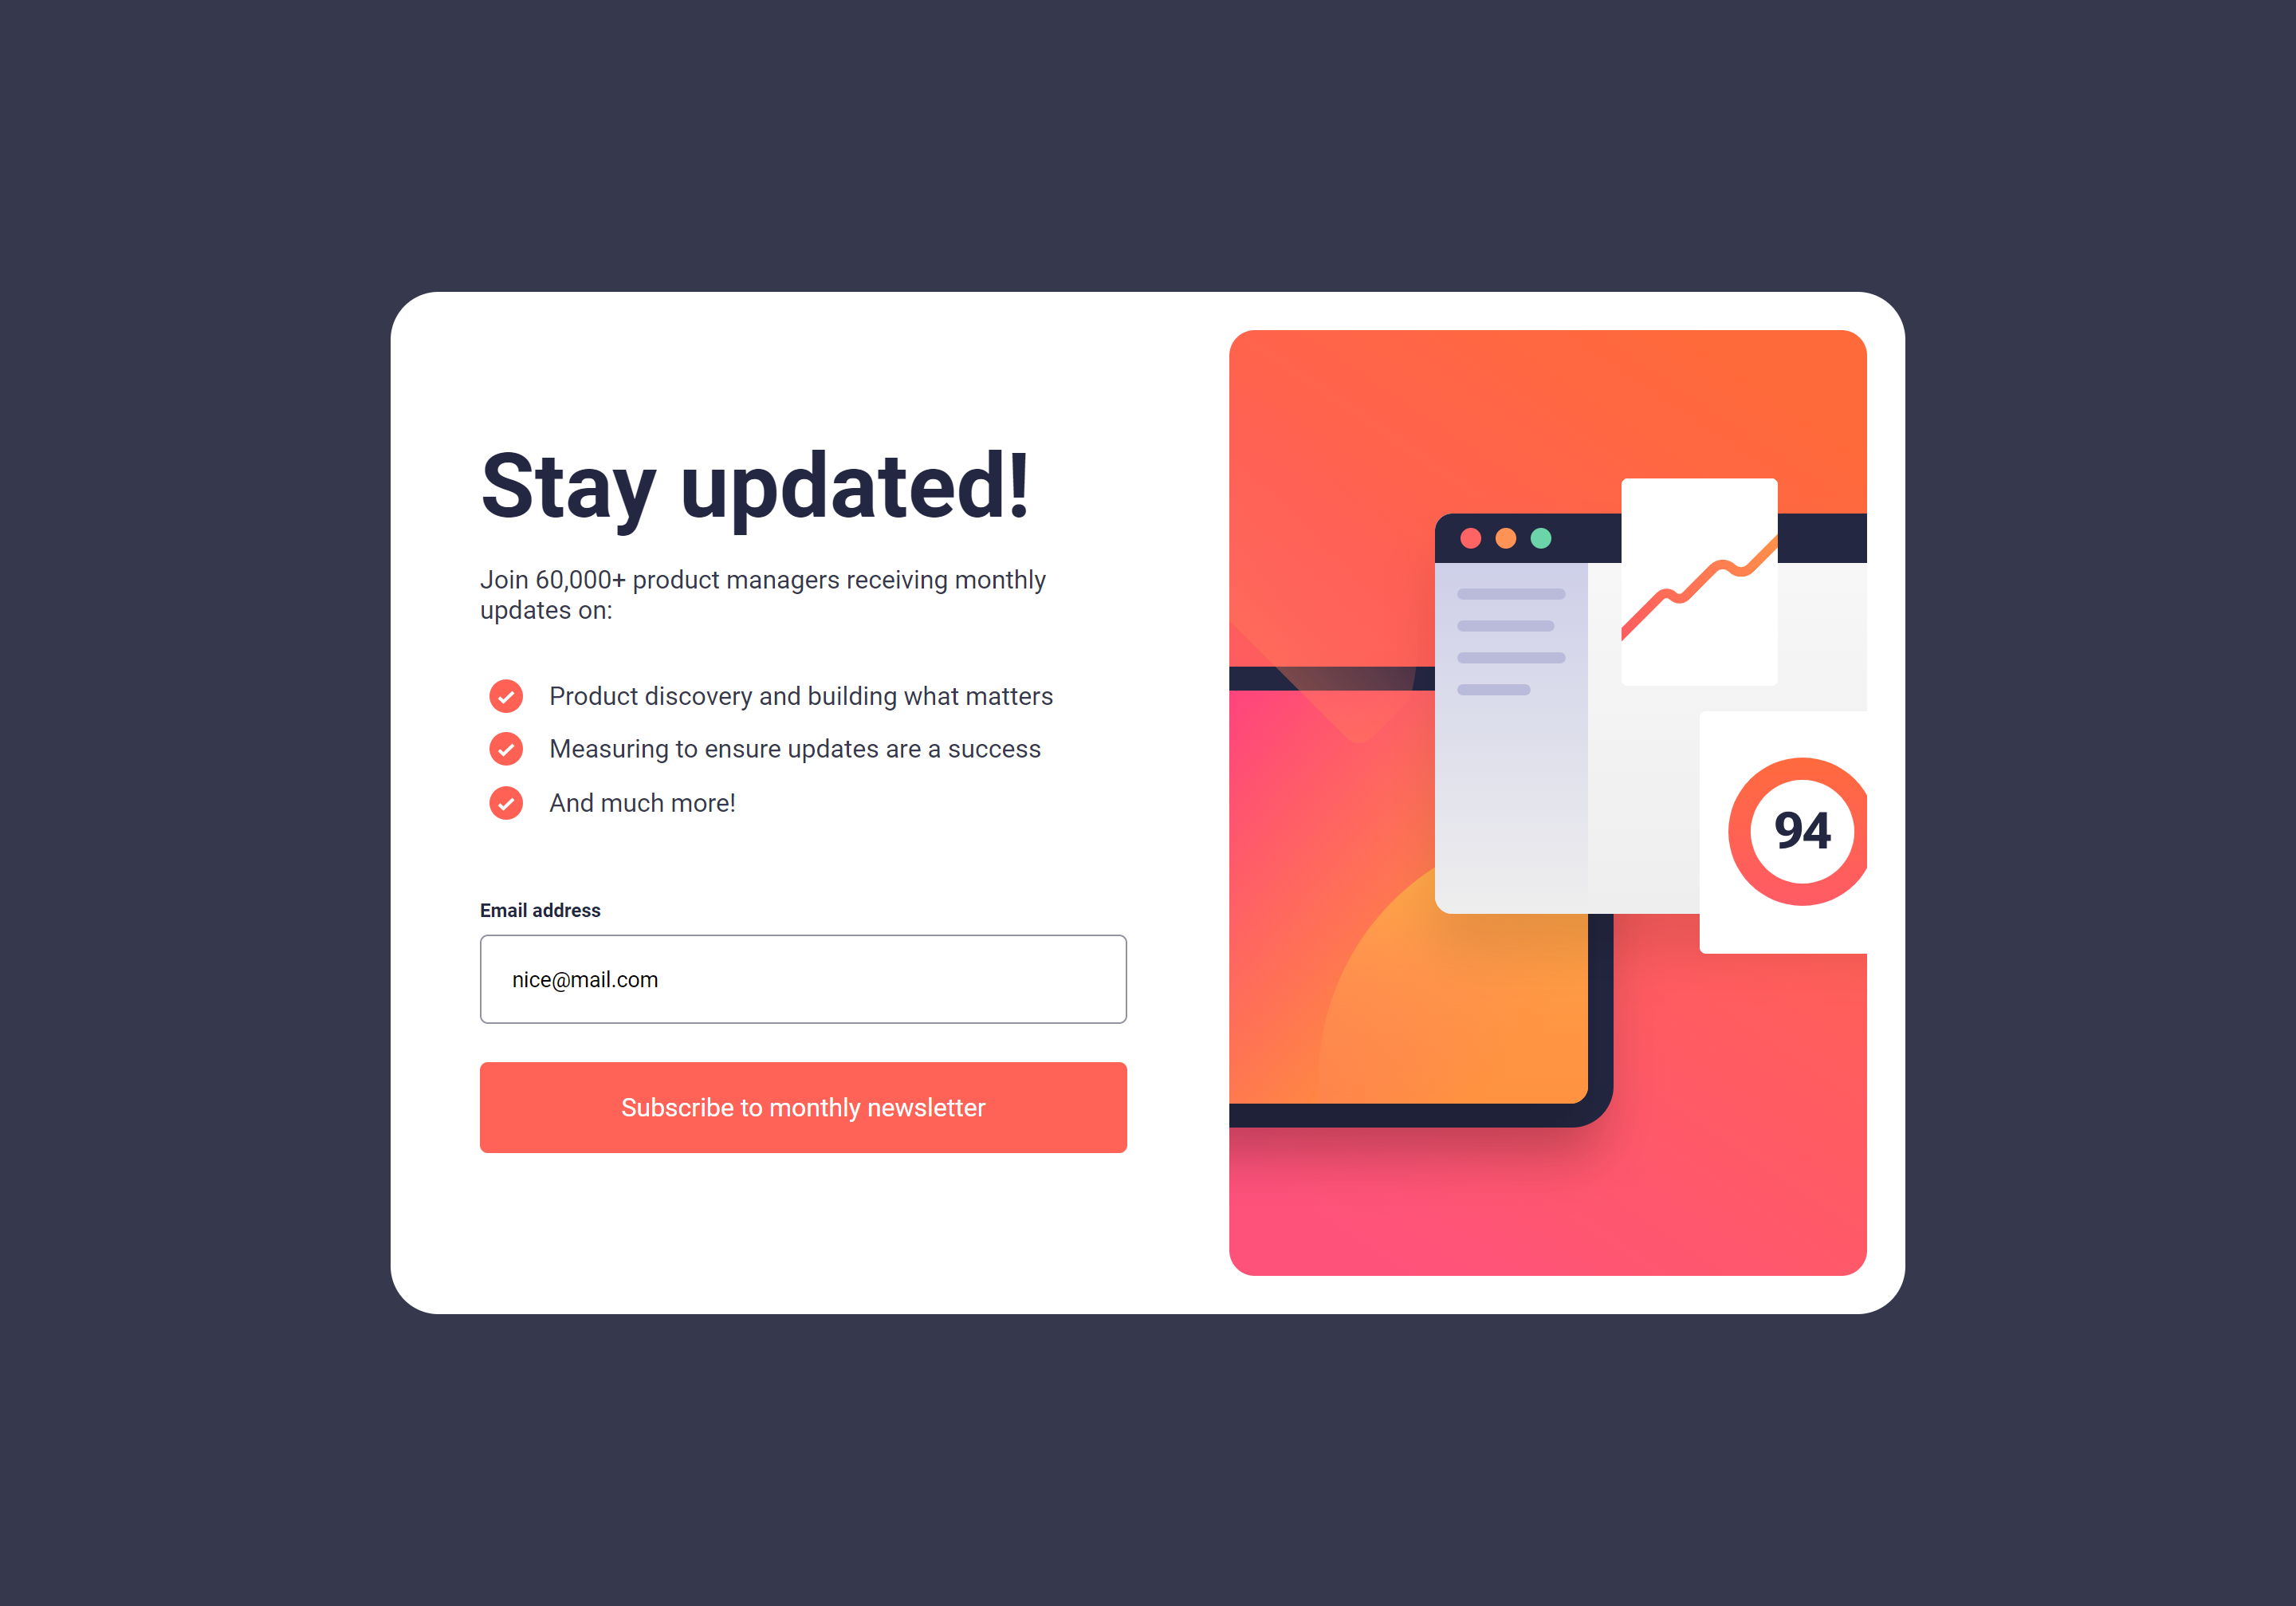 Stay updated!
Join 60,000+ product managers receiving monthly
updates on:
Product discovery and building what matters
Measuring to ensure updates are a success
And much more!
Email address
nice@mail.com
Subscribe to monthly newsletter
94